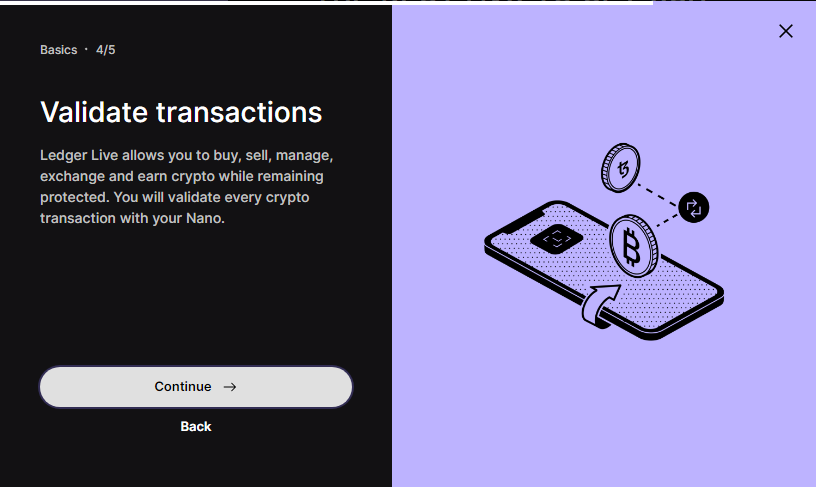 Basics · 4/5
Validate transactions
Ledger Live allows you to buy, sell, manage,
exchange and earn crypto while remaining
protected. You will validate every crypto
transaction with your Nano.
Continue →
Back